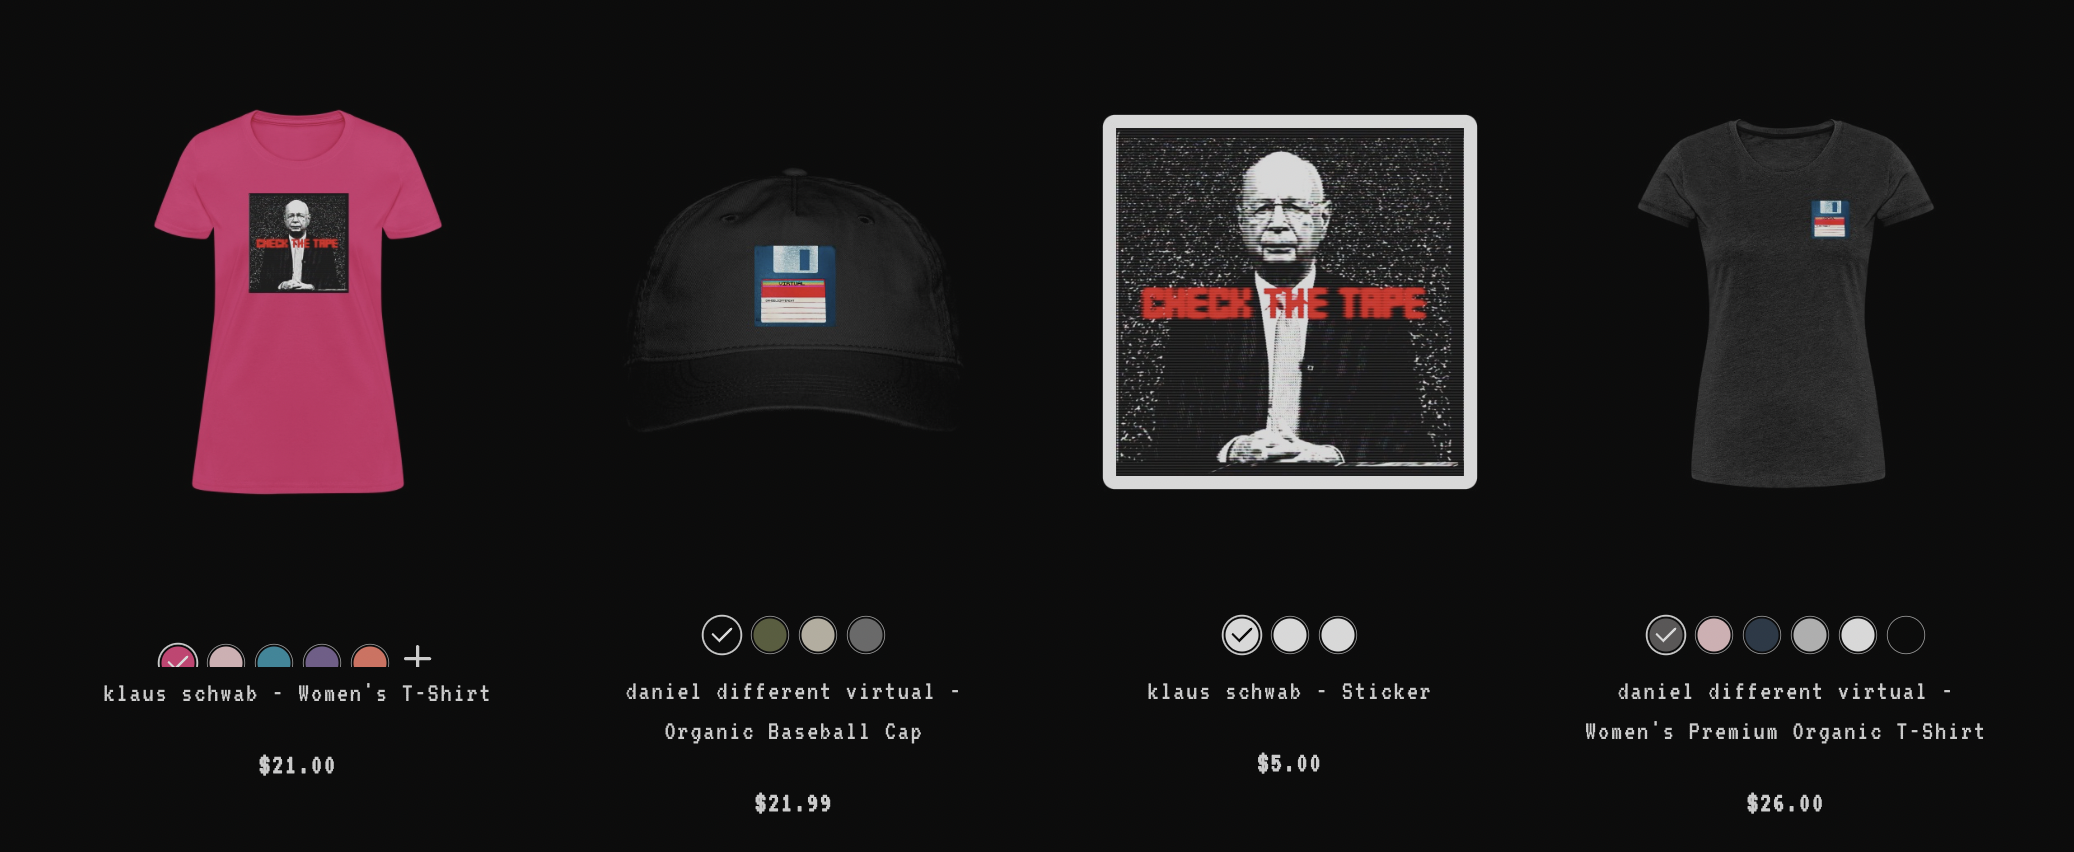 CHECK THE TAPE
VIRTUAL
CHECK THE TAPE
klaus schwab - Women's T-Shirt
$21.00
daniel different virtual -
Organic Baseball Cap
$21.99
klaus schwab - Sticker
$5.00
daniel different virtual -
Women's Premium Organic T-Shirt
$26.00